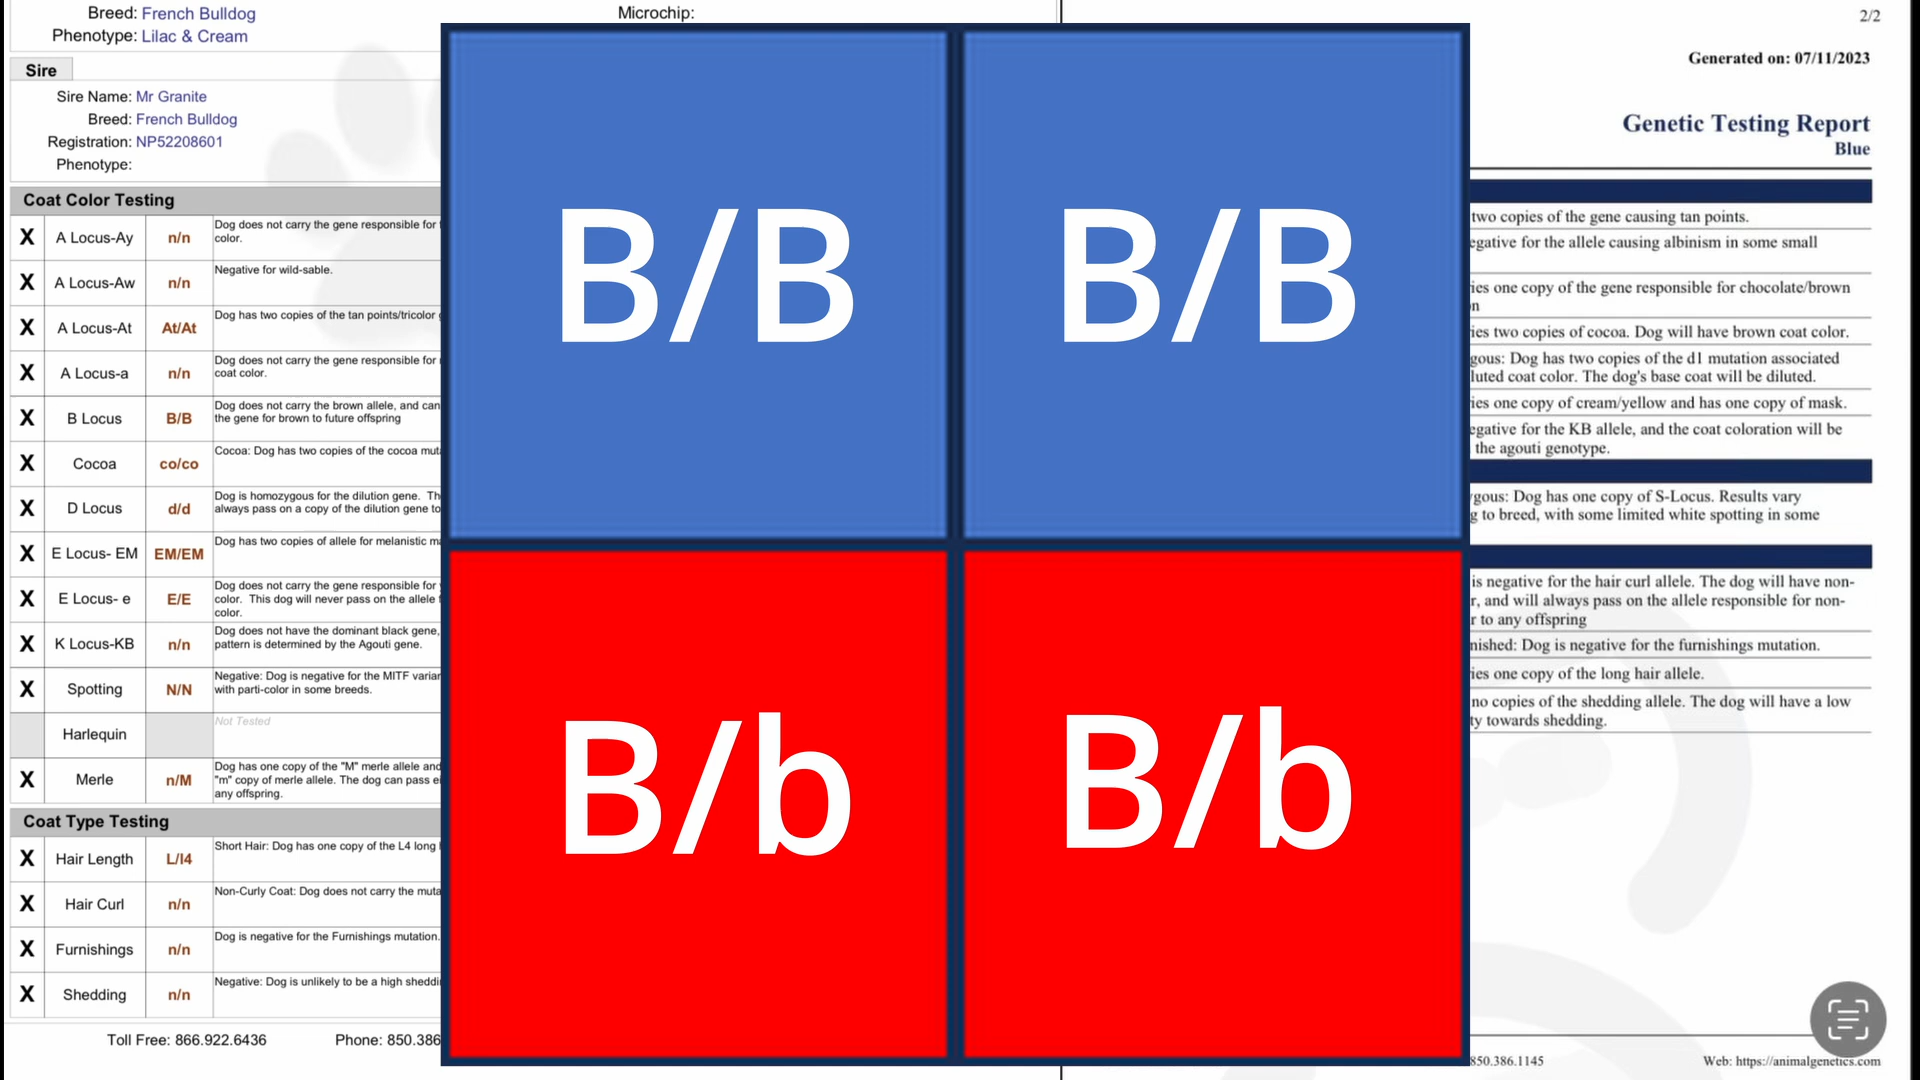 Breed: French Bulldog
Phenotype: Lilac & Cream
Microchip:
Sire
Sire Name: Mr Granite
Breed: French Bulldog
Registration: NP52208601
Phenotype:
Coat Color Testing
X A Locus-Ay n/n Dog does not carry the gene responsible for
color.
X A Locus-Aw n/n Negative for wild-sable.
X A Locus-At At/At Dog has two copies of the tan points/tricolor
X A Locus-a n/n Dog does not carry the gene responsible for
coat color.
X B Locus B/B Dog does not carry the brown allele, and can
the gene for brown to future offspring
X Cocoa co/co Cocoa: Dog has two copies of the cocoa
X D Locus d/d Dog is homozygous for the dilution gene.
always pass on a copy of the dilution gene to
X E Locus- EM EM/EM Dog has two copies of allele for melanistic
X E Locus- e E/E Dog does not carry the gene responsible for
color. This dog will never pass on the allele
color.
X K Locus-KB n/n Dog does not have the dominant black gene,
pattern is determined by the Agouti gene.
X Spotting N/N Negative: Dog is negative for the MITF
with parti-color in some breeds.
Harlequin Not Tested
X Merle n/M Dog has one copy of the "M" merle allele and
"m" copy of merle allele. The dog can pass
any offspring.
Coat Type Testing
X Hair Length L/l4 Short Hair: Dog has one copy of the L4 long
X Hair Curl n/n Non-Curly Coat: Dog does not carry the
X Furnishings n/n Dog is negative for the Furnishings mutation.
X Shedding n/n Negative: Dog is unlikely to be a high
Toll Free: 866.922.6436 Phone: 850.386
B/B B/B
B/b B/b
2/2
Generated on: 07/11/2023
Genetic Testing Report
Blue
two copies of the gene causing tan points.
egative for the allele causing albinism in some small
ies one copy of the gene responsible for chocolate/brown
n
ies two copies of cocoa. Dog will have brown coat color.
gous: Dog has two copies of the d1 mutation associated
luted coat color. The dog's base coat will be diluted.
ies one copy of cream/yellow and has one copy of mask.
egative for the KB allele, and the coat coloration will be
the agouti genotype.
gous: Dog has one copy of S-Locus. Results vary
g to breed, with some limited white spotting in some
is negative for the hair curl allele. The dog will have non-
r, and will always pass on the allele responsible for non-
r to any offspring
nished: Dog is negative for the furnishings mutation.
ies one copy of the long hair allele.
no copies of the shedding allele. The dog will have a low
ty towards shedding.
850.386.1145 Web: https://animalgenetics.com